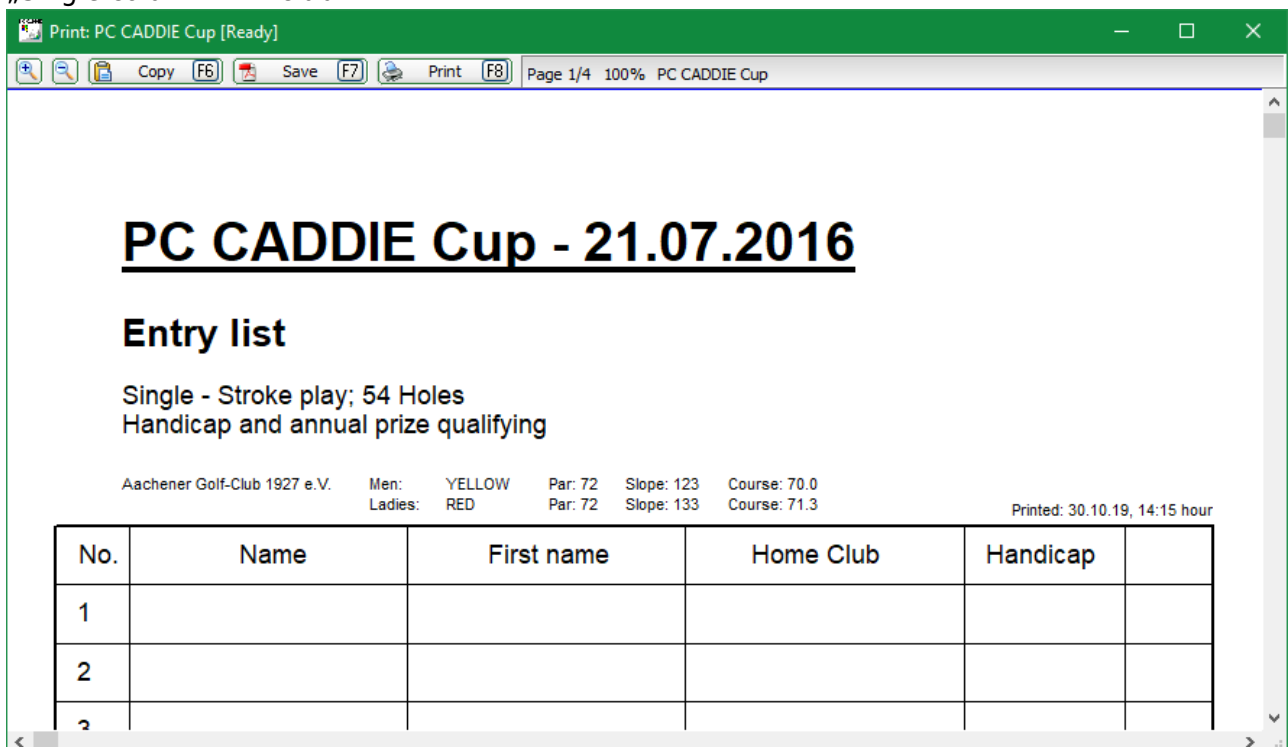 Print: PC CADDIE Cup [Ready]
Copy F6 Save F7 Print F8 Page 1/4 100% PC CADDIE Cup
PC CADDIE Cup - 21.07.2016
Entry list
Single - Stroke play; 54 Holes
Handicap and annual prize qualifying
Aachener Golf-Club 1927 e.V. Men: YELLOW Par: 72 Slope: 123 Course: 70.0
Ladies: RED Par: 72 Slope: 133 Course: 71.3
Printed: 30.10.19, 14:15 hour
No. Name First name Home Club Handicap
1
2
3